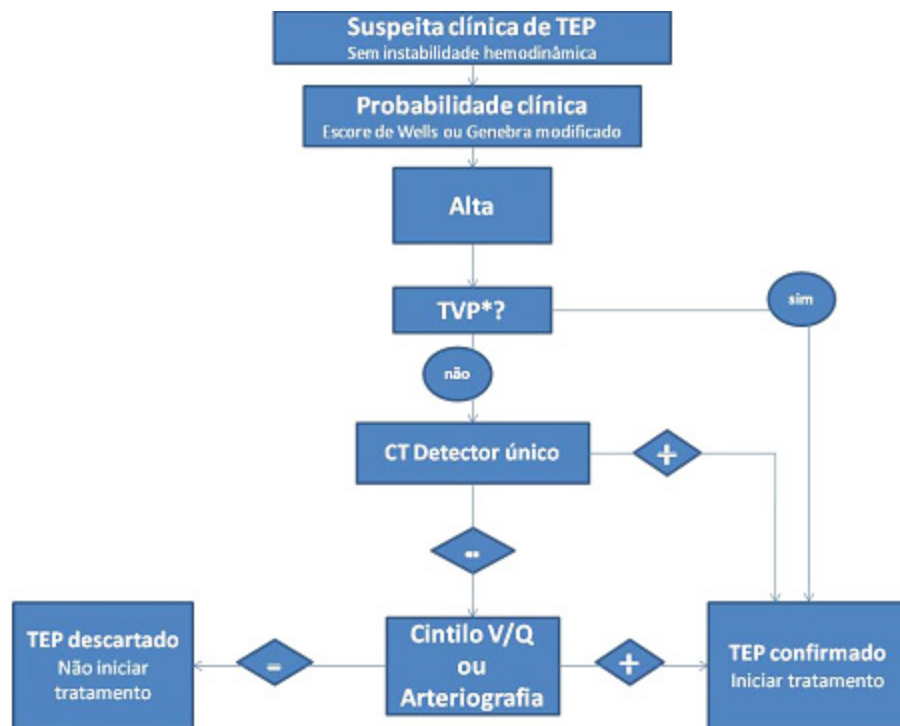 Suspeita clínica de TEP
Sem instabilidade hemodinâmica
Probabilidade clínica
Escore de Wells ou Genebra modificado
Alta
TVP*?
sim
não
CT Detector único
+
--
TEP descartado
Não iniciar
tratamento
-
Cintilo V/Q
ou
Arteriografia
+
TEP confirmado
Iniciar tratamento